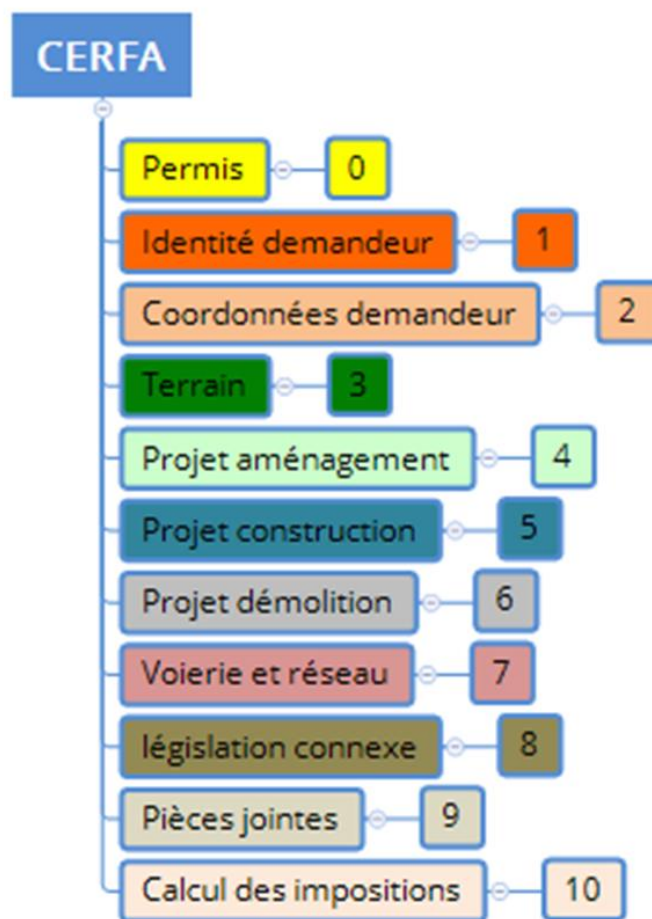 CERFA
Permis 0
Identité demandeur 1
Coordonnées demandeur 2
Terrain 3
Projet aménagement 4
Projet construction 5
Projet démolition 6
Voierie et réseau 7
législation connexe 8
Pièces jointes 9
Calcul des impositions 10